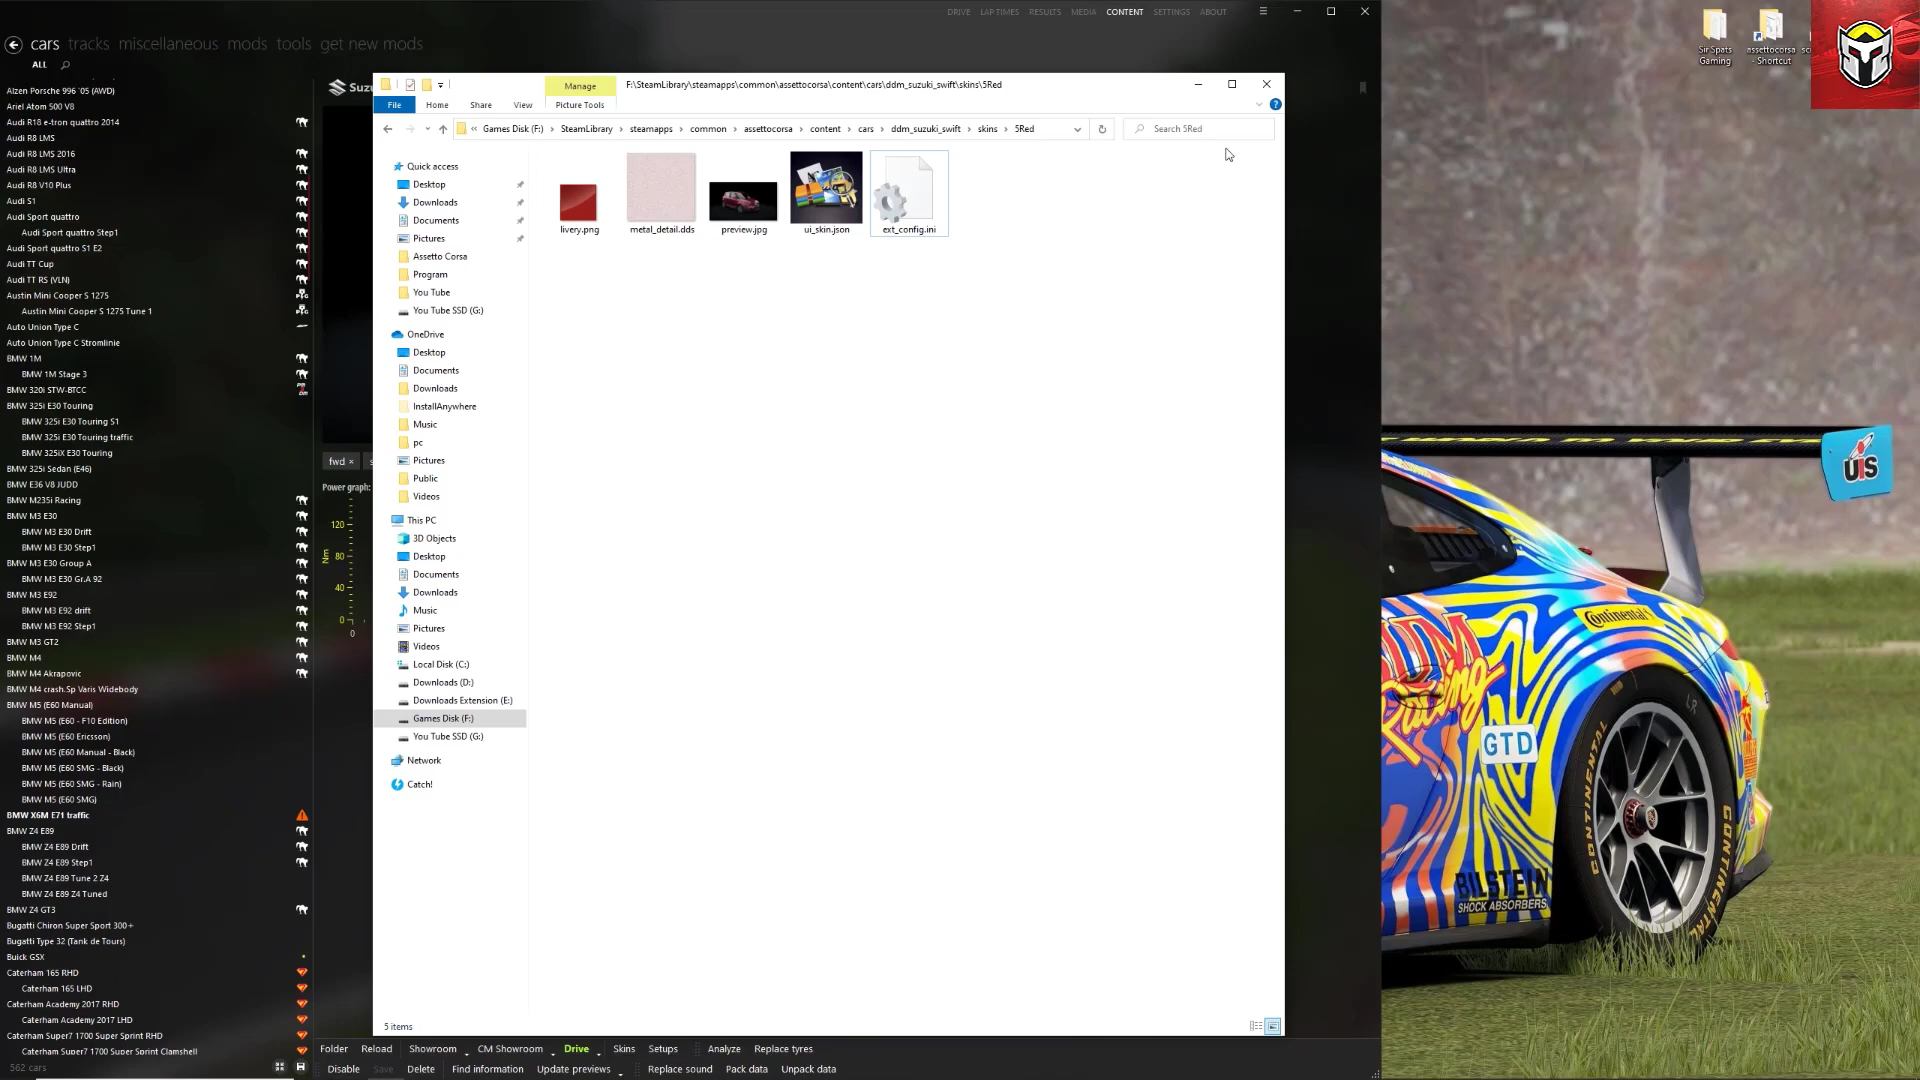 DRIVE LAP TIMES RESULTS MEDIA CONTENT SETTINGS ABOUT
cars tracks miscellaneous mods tools get new mods
ALL
Alzen Porsche 996 '05 (AWD)
Ariel Atom 500 V8
Audi R18 e-tron quattro 2014
Audi R8 LMS
Audi R8 LMS 2016
Audi R8 LMS Ultra
Audi R8 V10 Plus
Audi S1
Audi Sport quattro
Audi Sport quattro Step1
Audi Sport quattro S1 E2
Audi TT Cup
Audi TT RS (VLN)
Austin Mini Cooper S 1275
Austin Mini Cooper S 1275 Tune 1
Auto Union Type C
Auto Union Type C Stromlinie
BMW 1M
BMW 1M Stage 3
BMW 320i STW-BTCC
BMW 325i E30 Touring
BMW 325i E30 Touring S1
BMW 325i E30 Touring traffic
BMW 325iX E30 Touring
BMW 325i Sedan (E46)
BMW E36 V8 JUDD
BMW M235i Racing
BMW M3 E30
BMW M3 E30 Drift
BMW M3 E30 Step1
BMW M3 E30 Group A
BMW M3 E30 Gr.A 92
BMW M3 E92
BMW M3 E92 drift
BMW M3 E92 Step1
BMW M3 GT2
BMW M4
BMW M4 Akrapovic
BMW M4 crash.Sp Varis Widebody
BMW M5 (E60 Manual)
BMW M5 (E60 - F10 Edition)
BMW M5 (E60 Ericsson)
BMW M5 (E60 Manual - Black)
BMW M5 (E60 SMG - Black)
BMW M5 (E60 SMG - Rain)
BMW M5 (E60 SMG)
BMW X6M E71 traffic
BMW Z4 E89
BMW Z4 E89 Drift
BMW Z4 E89 Step1
BMW Z4 E89 Tune 2 Z4
BMW Z4 E89 Z4 Tuned
BMW Z4 GT3
Bugatti Chiron Super Sport 300+
Bugatti Type 32 (Tank de Tours)
Buick GSX
Caterham 165 RHD
Caterham 165 LHD
Caterham Academy 2017 RHD
Caterham Academy 2017 LHD
Caterham Super7 1700 Super Sprint RHD
Caterham Super7 1700 Super Sprint Clamshell
562 cars
Suzu
fwd ×
Power graph:
Nm
120
80
40
0
0
Manage
F:\SteamLibrary\steamapps\common\assettocorsa\content\cars\ddm_suzuki_swift\skins\5Red
File Home Share View Picture Tools
« Games Disk (F:) › SteamLibrary › steamapps › common › assettocorsa › content › cars › ddm_suzuki_swift › skins › 5Red
Search 5Red
Quick access
Desktop
Downloads
Documents
Pictures
Assetto Corsa
Program
You Tube
You Tube SSD (G:)
OneDrive
Desktop
Documents
Downloads
InstallAnywhere
Music
pc
Pictures
Public
Videos
This PC
3D Objects
Desktop
Documents
Downloads
Music
Pictures
Videos
Local Disk (C:)
Downloads (D:)
Downloads Extension (E:)
Games Disk (F:)
You Tube SSD (G:)
Network
Catch!
livery.png
metal_detail.dds
preview.jpg
ui_skin.json
ext_config.ini
5 items
Folder Reload Showroom CM Showroom Drive Skins Setups Analyze Replace tyres
Disable Save Delete Find information Update previews Replace sound Pack data Unpack data
Sir Spats
Gaming
assettocorsa
- Shortcut
UIS
Continental
Racing
GTD
LR
CONTINENTAL
CONTINENTAL
BILSTEIN
SHOCK ABSORBERS